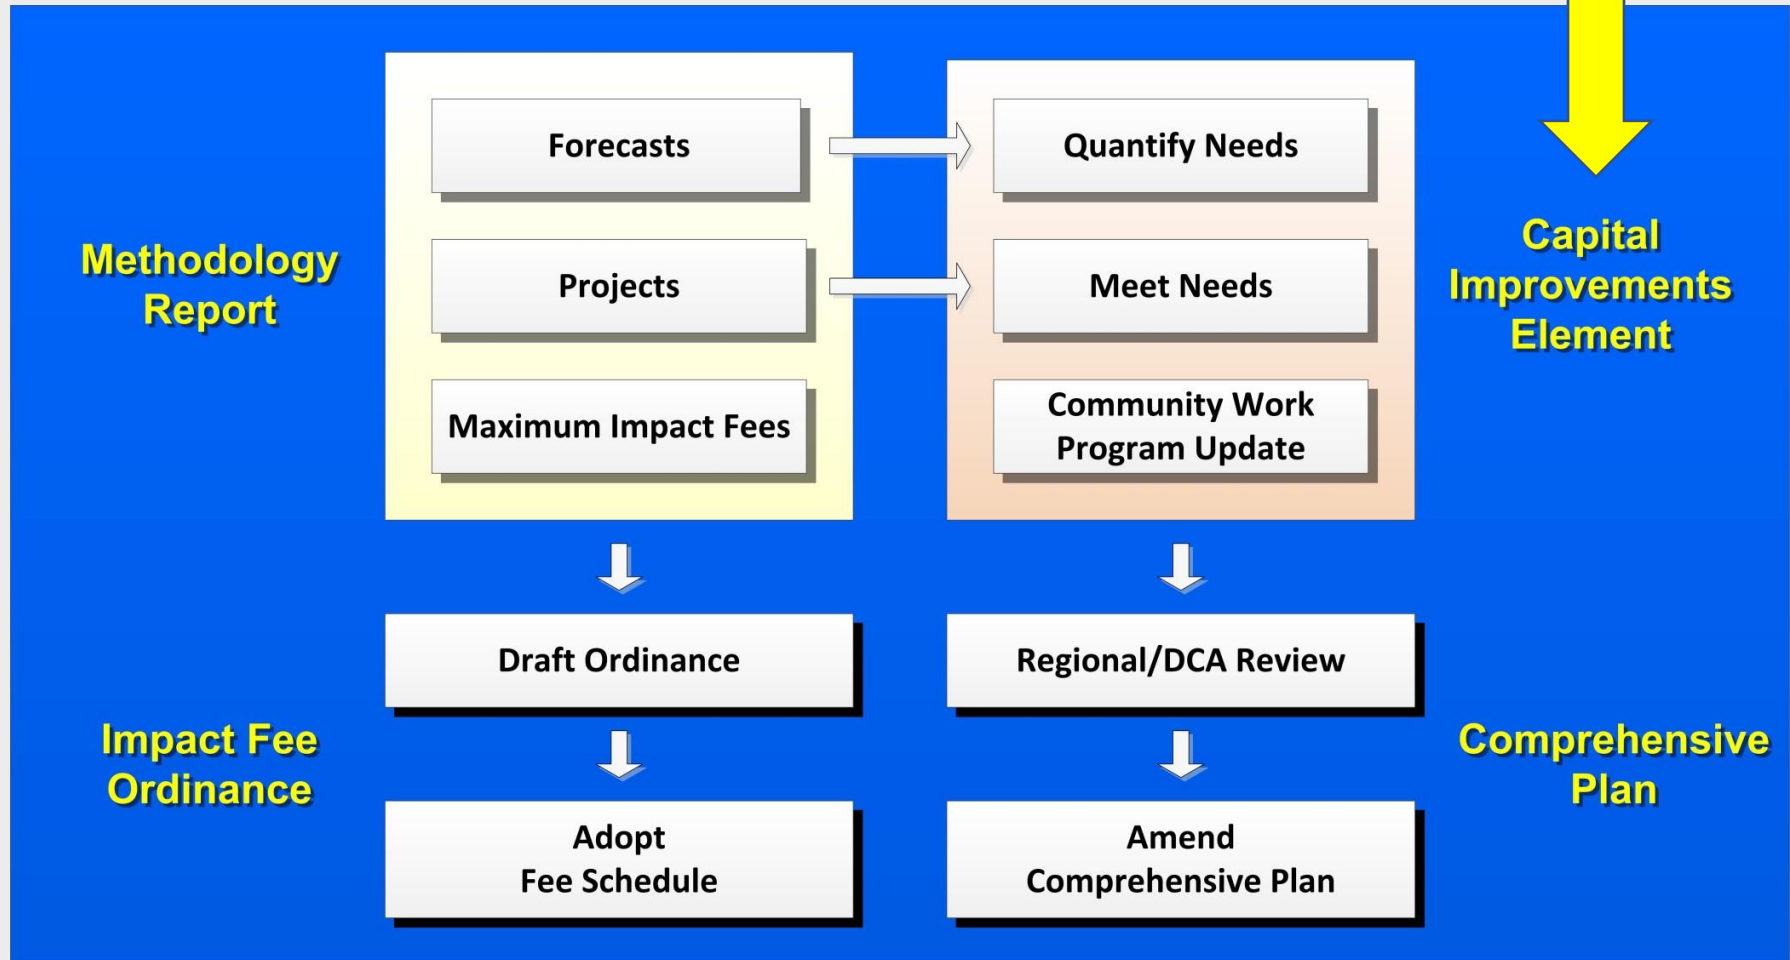 Methodology
Report
Forecasts
Projects
Maximum Impact Fees
Quantify Needs
Meet Needs
Community Work
Program Update
Capital
Improvements
Element
Impact Fee
Ordinance
Draft Ordinance
Adopt
Fee Schedule
Regional/DCA Review
Amend
Comprehensive Plan
Comprehensive
Plan